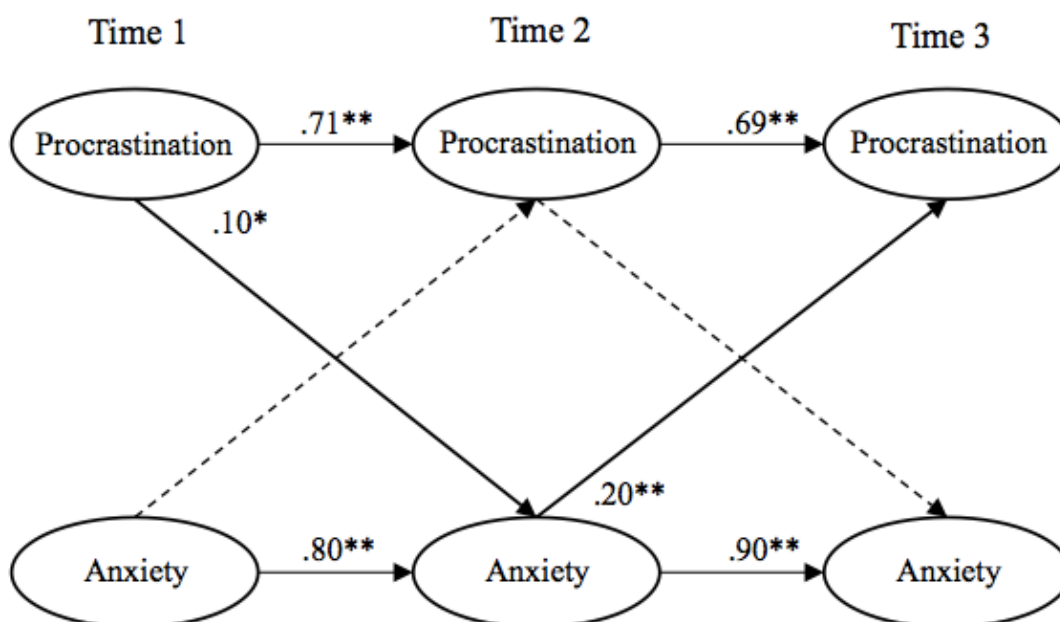 Time 1
Time 2
Time 3
Procrastination
.71**
Procrastination
.69**
Procrastination
.10*
.20**
Anxiety
.80**
Anxiety
.90**
Anxiety